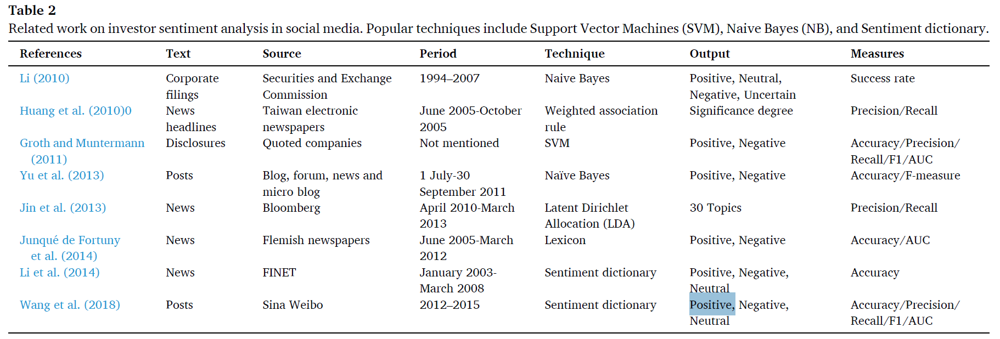 Table 2
Related work on investor sentiment analysis in social media. Popular techniques include Support Vector Machines (SVM), Naive Bayes (NB), and Sentiment dictionary.
References Text Source Period Technique Output Measures
Li (2010) Corporate Securities and Exchange 1994–2007 Naive Bayes Positive, Neutral, Success rate
filings Commission Negative, Uncertain
Huang et al. (2010)0 News Taiwan electronic June 2005-October Weighted association Significance degree Precision/Recall
headlines newspapers 2005 rule
Groth and Muntermann Disclosures Quoted companies Not mentioned SVM Positive, Negative Accuracy/Precision/
(2011) Recall/F1/AUC
Yu et al. (2013) Posts Blog, forum, news and 1 July-30 Naïve Bayes Positive, Negative Accuracy/F-measure
micro blog September 2011
Jin et al. (2013) News Bloomberg April 2010-March Latent Dirichlet 30 Topics Precision/Recall
2013 Allocation (LDA)
Junqué de Fortuny News Flemish newspapers June 2005-March Lexicon Positive, Negative Accuracy/AUC
et al. (2014) 2012
Li et al. (2014) News FINET January 2003- Sentiment dictionary Positive, Negative, Accuracy
March 2008 Neutral
Wang et al. (2018) Posts Sina Weibo 2012–2015 Sentiment dictionary Positive, Negative, Accuracy/Precision/
Neutral Recall/F1/AUC